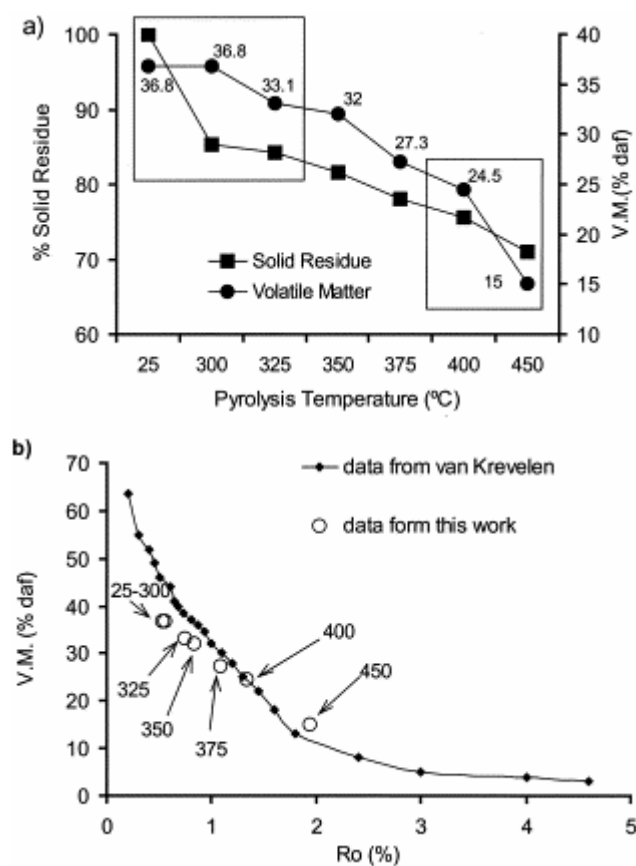 a)
100
90
80
70
60
% Solid Residue
40
35
30
25
20
15
10
V.M.(% daf)
36.8
36.8
33.1
32
27.3
24.5
15
Solid Residue
Volatile Matter
25 300 325 350 375 400 450
Pyrolysis Temperature (ºC)
b)
70
60
50
40
30
20
10
0
V.M. (% daf)
data from van Krevelen
data form this work
25-300
325
350
375
400
450
0 1 2 3 4 5
Ro (%)